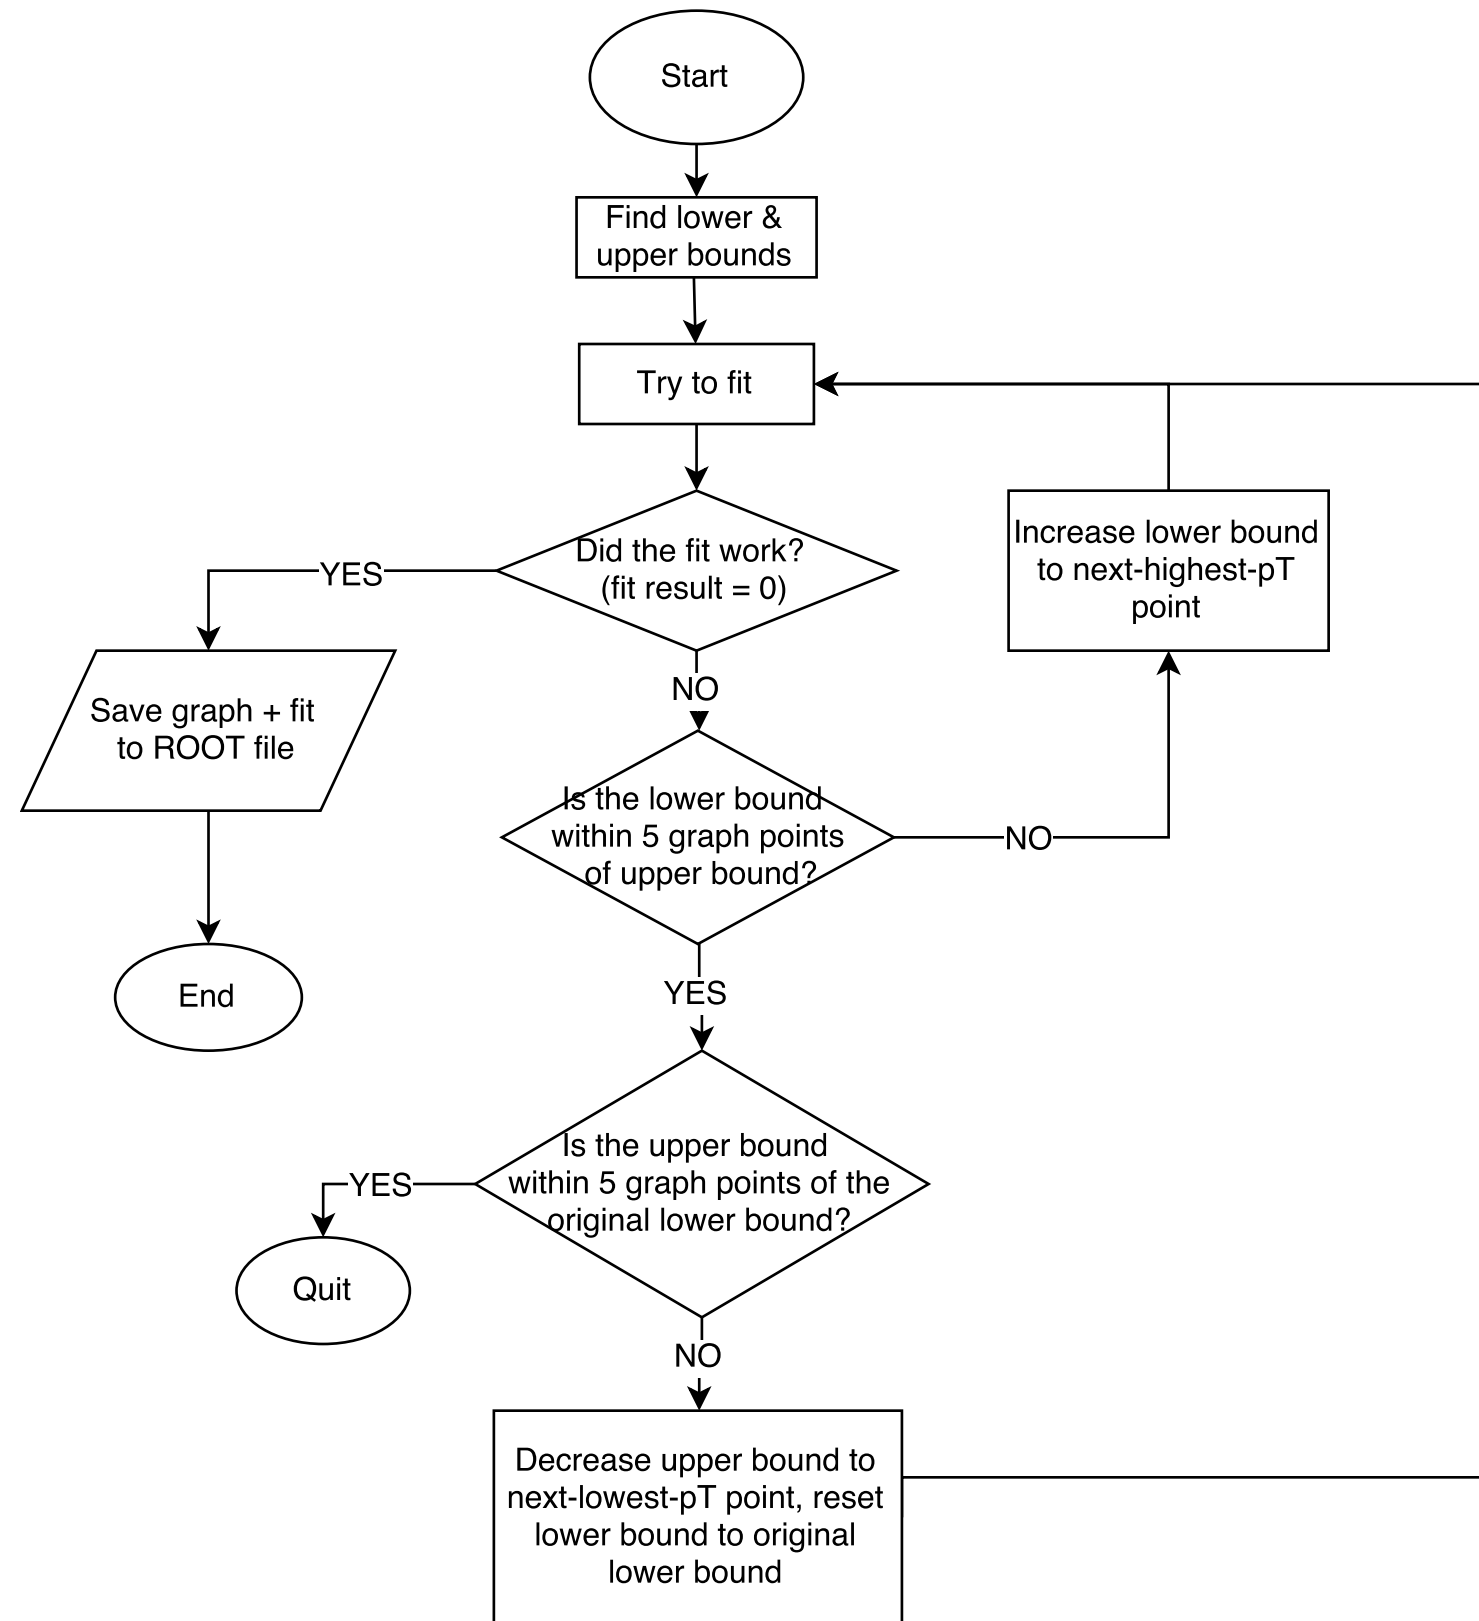 Start
Find lower &
upper bounds
Try to fit
Did the fit work?
(fit result = 0)
YES
NO
Increase lower bound
to next-highest-pT
point
Save graph + fit
to ROOT file
Is the lower bound
within 5 graph points
of upper bound?
NO
YES
End
Is the upper bound
within 5 graph points of the
original lower bound?
YES
Quit
NO
Decrease upper bound to
next-lowest-pT point, reset
lower bound to original
lower bound